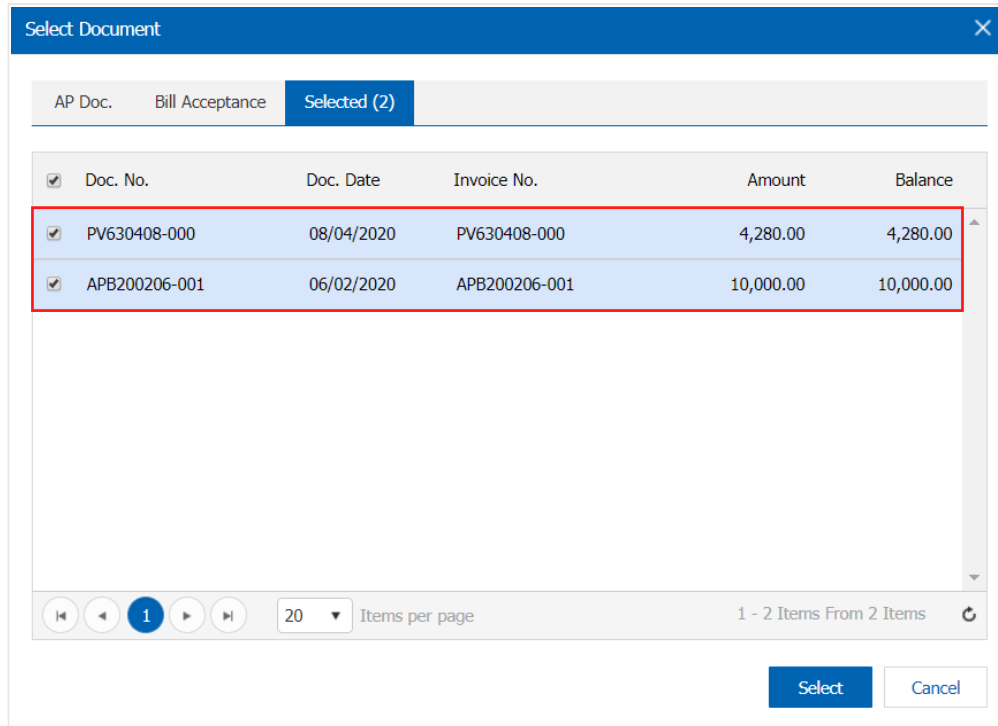 Select Document
AP Doc. Bill Acceptance Selected (2)
Doc. No. Doc. Date Invoice No. Amount Balance
PV630408-000 08/04/2020 PV630408-000 4,280.00 4,280.00
APB200206-001 06/02/2020 APB200206-001 10,000.00 10,000.00
1 20 Items per page 1 - 2 Items From 2 Items
Select Cancel